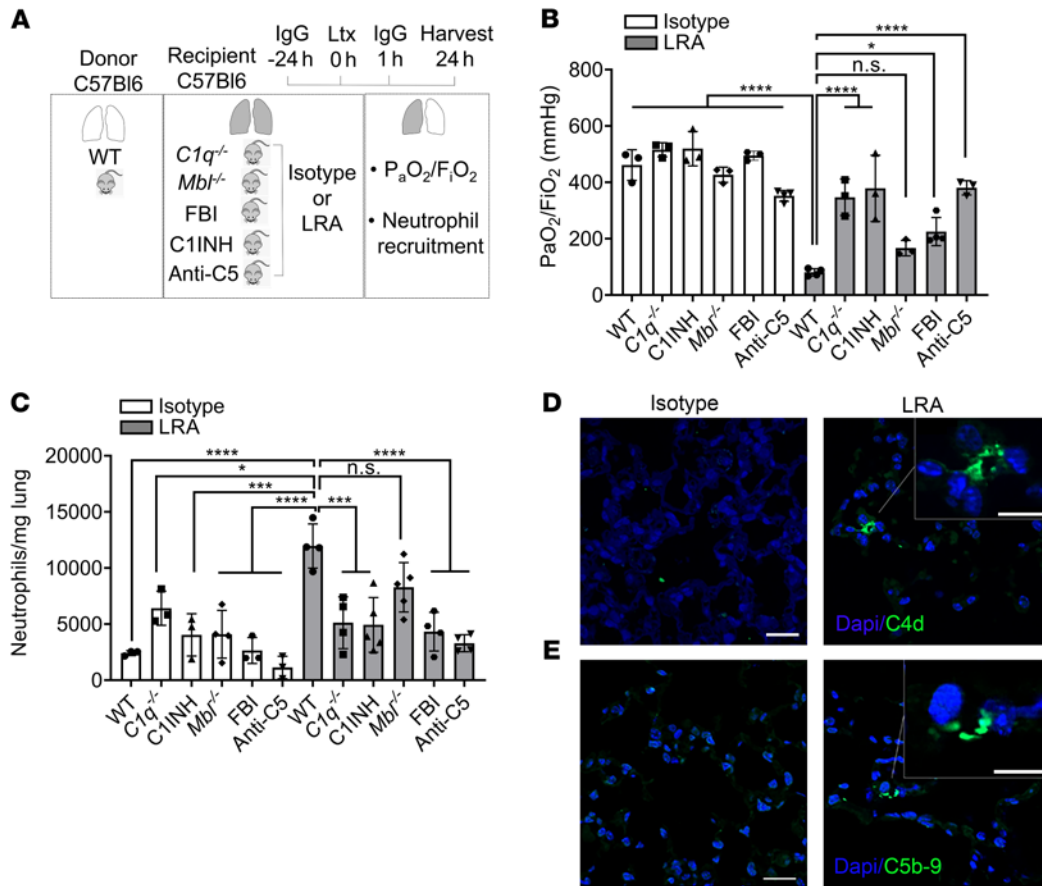 A
Donor
C57Bl6
Recipient
C57Bl6
IgG Ltx IgG Harvest
-24 h 0 h 1 h 24 h
WT
C1q-/-
Mbl-/-
FBI
C1INH
Anti-C5
Isotype
or
LRA
• PaO2/FiO2
• Neutrophil
recruitment
B
Isotype
LRA
****
*
n.s.
**** ****
PaO2/FiO2 (mmHg)
800
600
400
200
0
WT C1q-/- C1INH Mbl-/- FBI Anti-C5 WT C1q-/- C1INH Mbl-/- FBI Anti-C5
C
Isotype
LRA
**** ****
* n.s.
***
**** ***
Neutrophils/mg lung
20000
15000
10000
5000
0
WT C1q-/- C1INH Mbl-/- FBI Anti-C5 WT C1q-/- C1INH Mbl-/- FBI Anti-C5
D
Isotype LRA
Dapi/C4d
E
Dapi/C5b-9